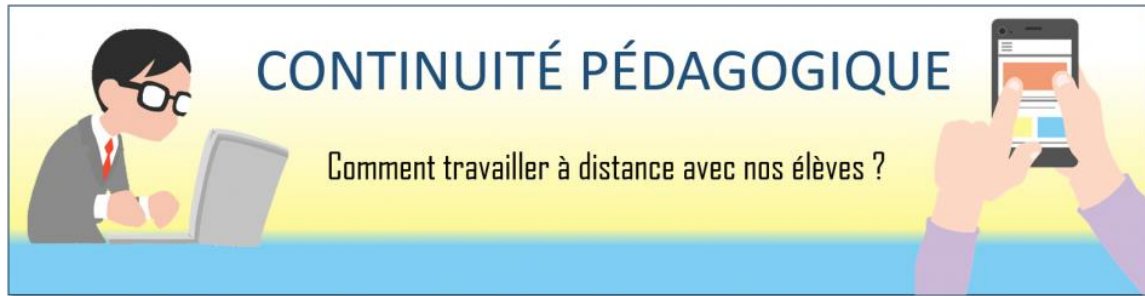 CONTINUITÉ PÉDAGOGIQUE
Comment travailler à distance avec nos élèves ?